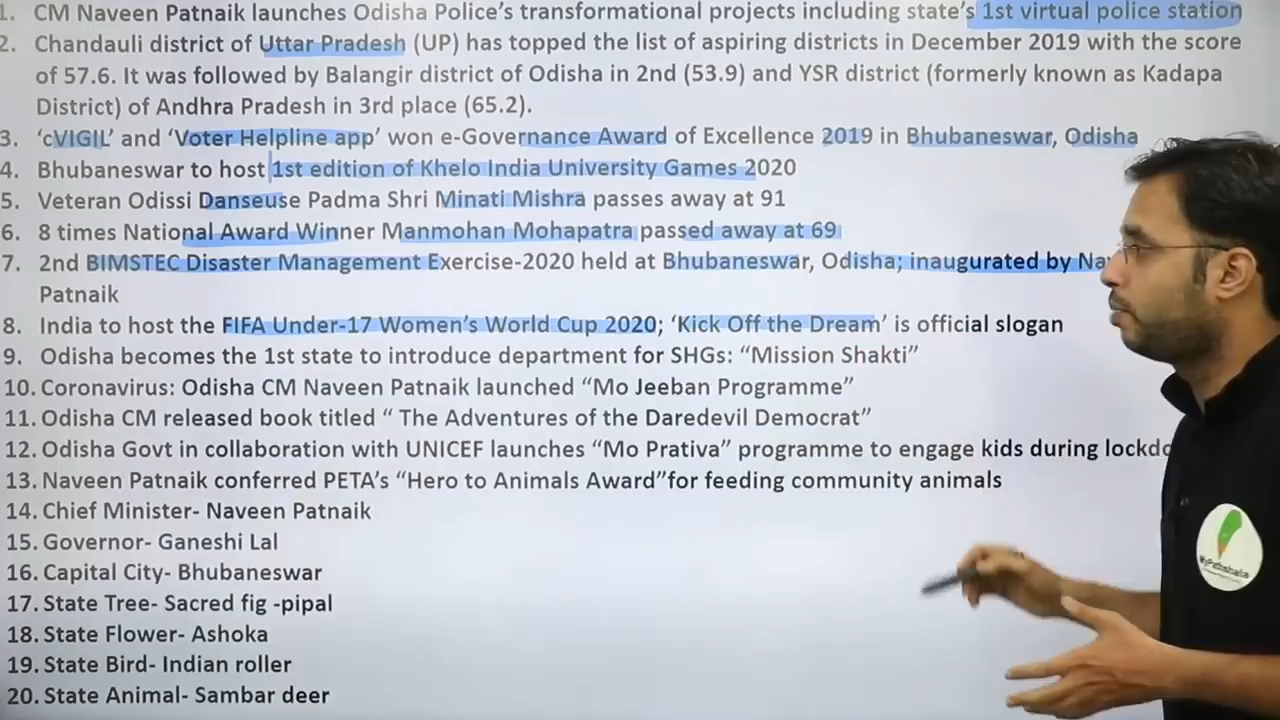 1. CM Naveen Patnaik launches Odisha Police’s transformational projects including state’s 1st virtual police station
2. Chandauli district of Uttar Pradesh (UP) has topped the list of aspiring districts in December 2019 with the score
of 57.6. It was followed by Balangir district of Odisha in 2nd (53.9) and YSR district (formerly known as Kadapa
District) of Andhra Pradesh in 3rd place (65.2).
3. ‘cVIGIL’ and ‘Voter Helpline app’ won e-Governance Award of Excellence 2019 in Bhubaneswar, Odisha
4. Bhubaneswar to host 1st edition of Khelo India University Games 2020
5. Veteran Odissi Danseuse Padma Shri Minati Mishra passes away at 91
6. 8 times National Award Winner Manmohan Mohapatra passed away at 69
7. 2nd BIMSTEC Disaster Management Exercise-2020 held at Bhubaneswar, Odisha; inaugurated by
Patnaik
8. India to host the FIFA Under-17 Women’s World Cup 2020; ‘Kick Off the Dream’ is official slogan
9. Odisha becomes the 1st state to introduce department for SHGs: “Mission Shakti”
10. Coronavirus: Odisha CM Naveen Patnaik launched “Mo Jeeban Programme”
11. Odisha CM released book titled “ The Adventures of the Daredevil Democrat”
12. Odisha Govt in collaboration with UNICEF launches “Mo Prativa” programme to engage kids during
13. Naveen Patnaik conferred PETA’s “Hero to Animals Award”for feeding community animals
14. Chief Minister- Naveen Patnaik
15. Governor- Ganeshi Lal
16. Capital City- Bhubaneswar
17. State Tree- Sacred fig -pipal
18. State Flower- Ashoka
19. State Bird- Indian roller
20. State Animal- Sambar deer